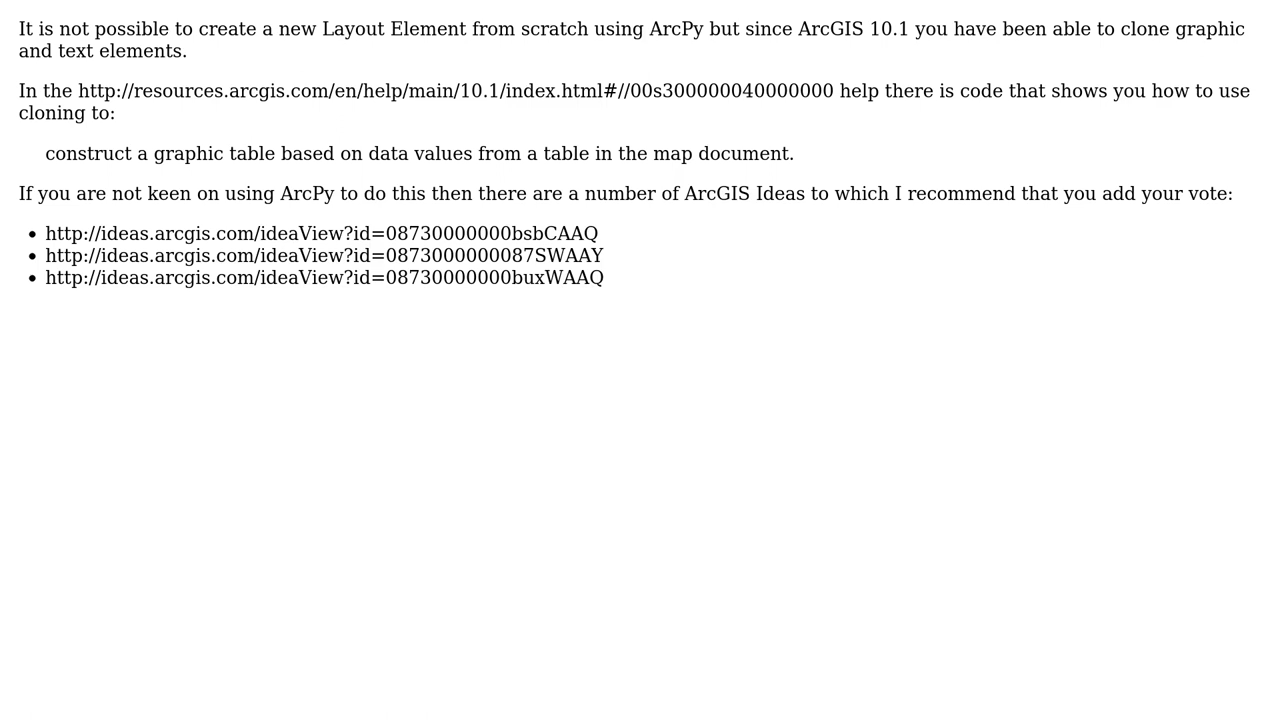 It is not possible to create a new Layout Element from scratch using ArcPy but since ArcGIS 10.1 you have been able to clone graphic
and text elements.
In the http://resources.arcgis.com/en/help/main/10.1/index.html#//00s300000040000000 help there is code that shows you how to use
cloning to:
construct a graphic table based on data values from a table in the map document.
If you are not keen on using ArcPy to do this then there are a number of ArcGIS Ideas to which I recommend that you add your vote:
• http://ideas.arcgis.com/ideaView?id=08730000000bsbCAAQ
• http://ideas.arcgis.com/ideaView?id=0873000000087SWAAY
• http://ideas.arcgis.com/ideaView?id=08730000000buxWAAQ